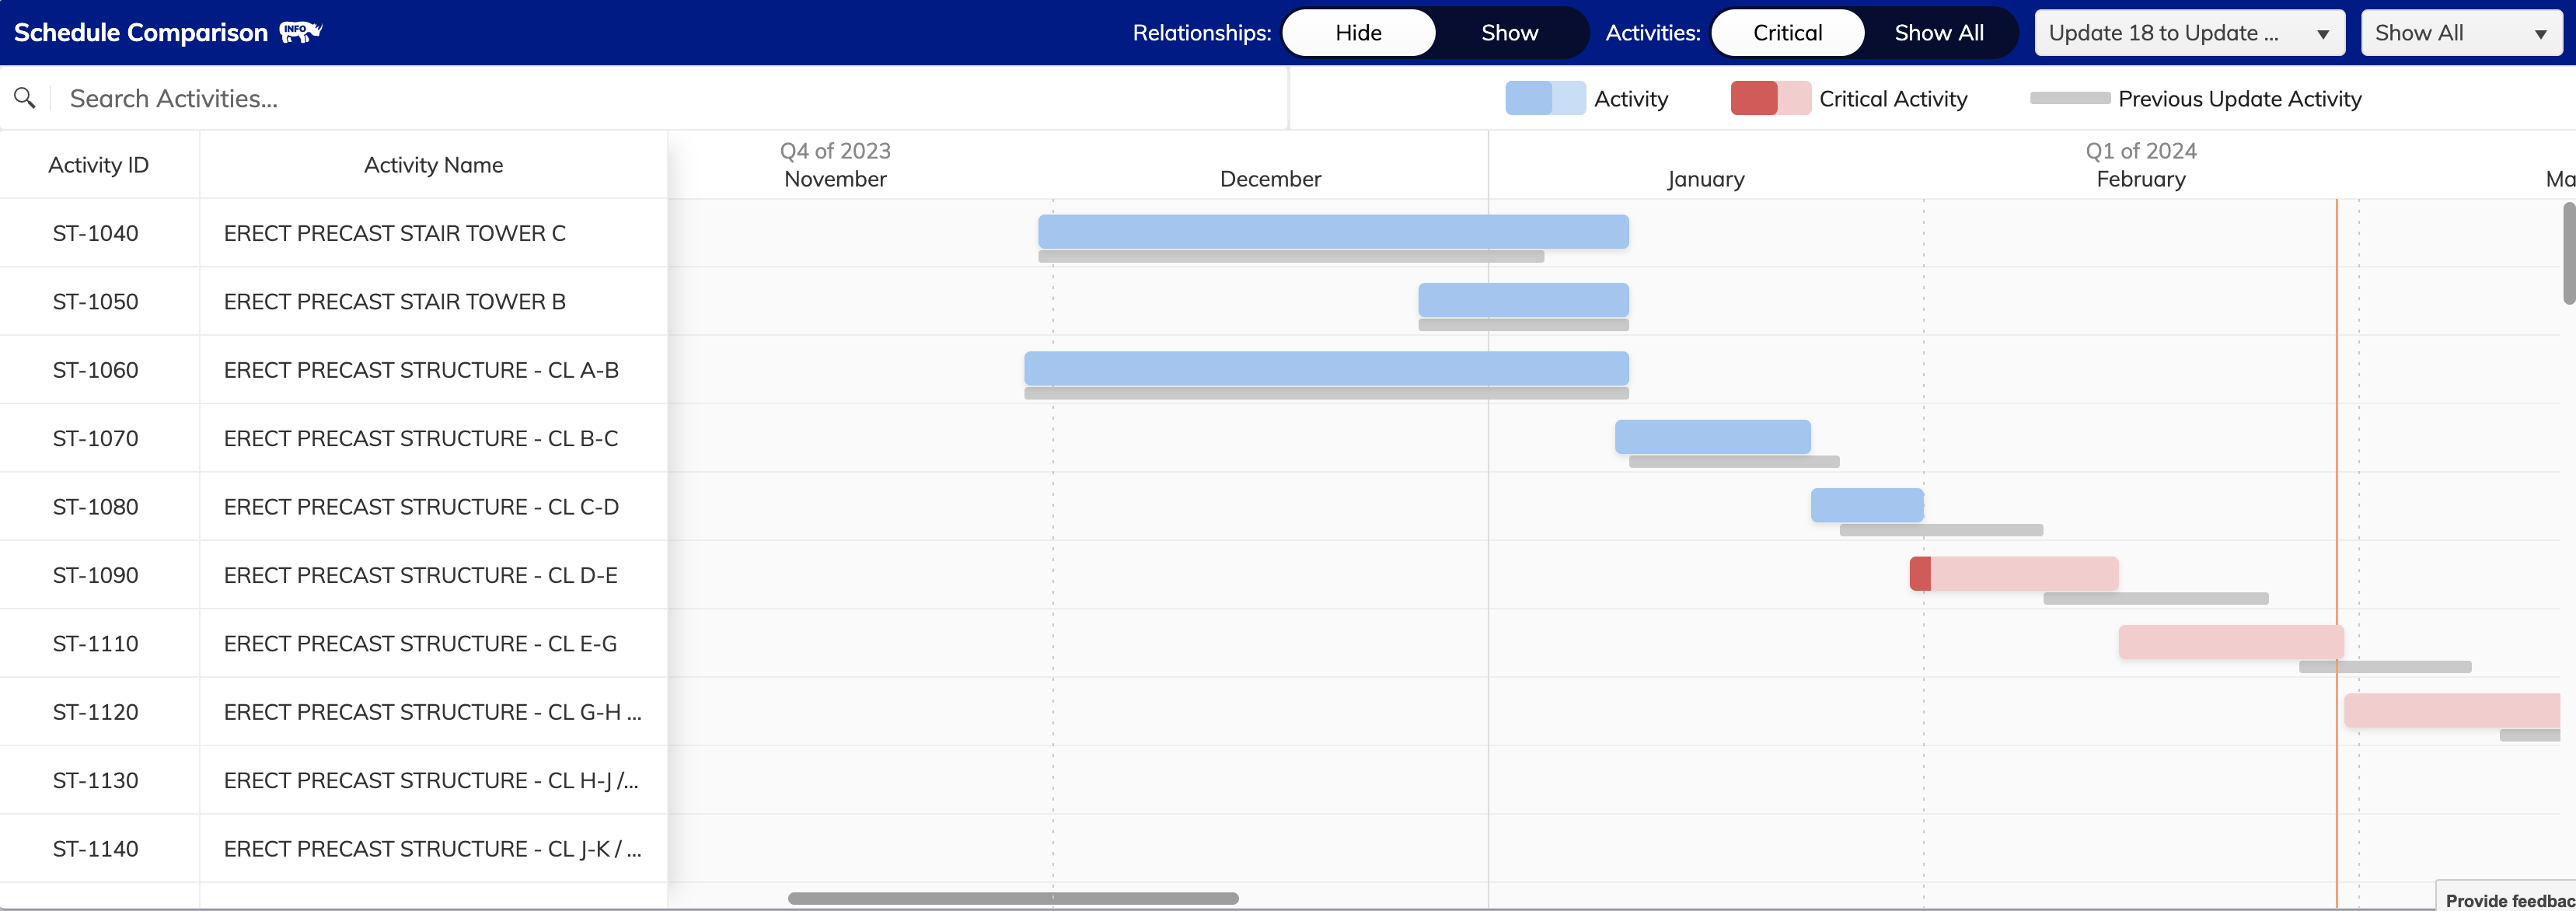 Schedule Comparison INFO
Relationships: Hide Show Activities: Critical Show All Update 18 to Update ... Show All
Search Activities...
Activity Critical Activity Previous Update Activity
Activity ID Activity Name
Q4 of 2023 Q1 of 2024
November December January February Ma
ST-1040 ERECT PRECAST STAIR TOWER C
ST-1050 ERECT PRECAST STAIR TOWER B
ST-1060 ERECT PRECAST STRUCTURE - CL A-B
ST-1070 ERECT PRECAST STRUCTURE - CL B-C
ST-1080 ERECT PRECAST STRUCTURE - CL C-D
ST-1090 ERECT PRECAST STRUCTURE - CL D-E
ST-1110 ERECT PRECAST STRUCTURE - CL E-G
ST-1120 ERECT PRECAST STRUCTURE - CL G-H ...
ST-1130 ERECT PRECAST STRUCTURE - CL H-J /...
ST-1140 ERECT PRECAST STRUCTURE - CL J-K / ...
Provide feedbac